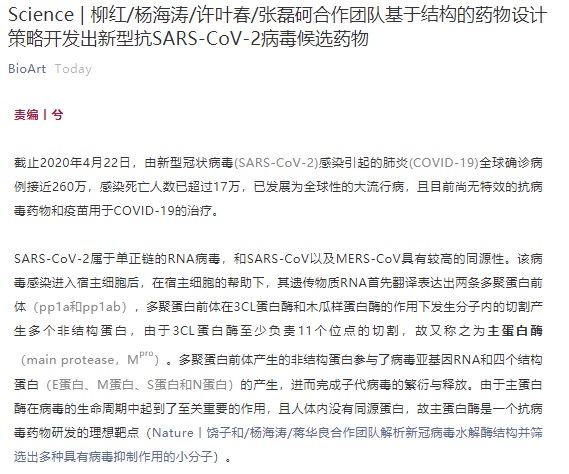 Science | 柳红/杨海涛/许叶春/张磊砢合作团队基于结构的药物设计
策略开发出新型抗SARS-CoV-2病毒候选药物
BioArt Today
责编丨兮
截止2020年4月22日，由新型冠状病毒(SARS-CoV-2)感染引起的肺炎(COVID-19)全球确诊病
例接近260万，感染死亡人数已超过17万，已发展为全球性的大流行病，且目前尚无特效的抗病
毒药物和疫苗用于COVID-19的治疗。
SARS-CoV-2属于单正链的RNA病毒，和SARS-CoV以及MERS-CoV具有较高的同源性。该病
毒感染进入宿主细胞后，在宿主细胞的帮助下，其遗传物质RNA首先翻译表达出两条多聚蛋白前
体（pp1a和pp1ab），多聚蛋白前体在3CL蛋白酶和木瓜样蛋白酶的作用下发生分子内的切割产
生多个非结构蛋白，由于3CL蛋白酶至少负责11个位点的切割，故又称之为主蛋白酶
（main protease，Mpro）。多聚蛋白前体产生的非结构蛋白参与了病毒亚基因RNA和四个结构
蛋白（E蛋白、M蛋白、S蛋白和N蛋白）的产生，进而完成子代病毒的繁衍与释放。由于主蛋白
酶在病毒的生命周期中起到了至关重要的作用，且人体内没有同源蛋白，故主蛋白酶是一个抗病
毒药物研发的理想靶点（Nature丨饶子和/杨海涛/蒋华良合作团队解析新冠病毒水解酶结构并筛
选出多种具有病毒抑制作用的小分子）。